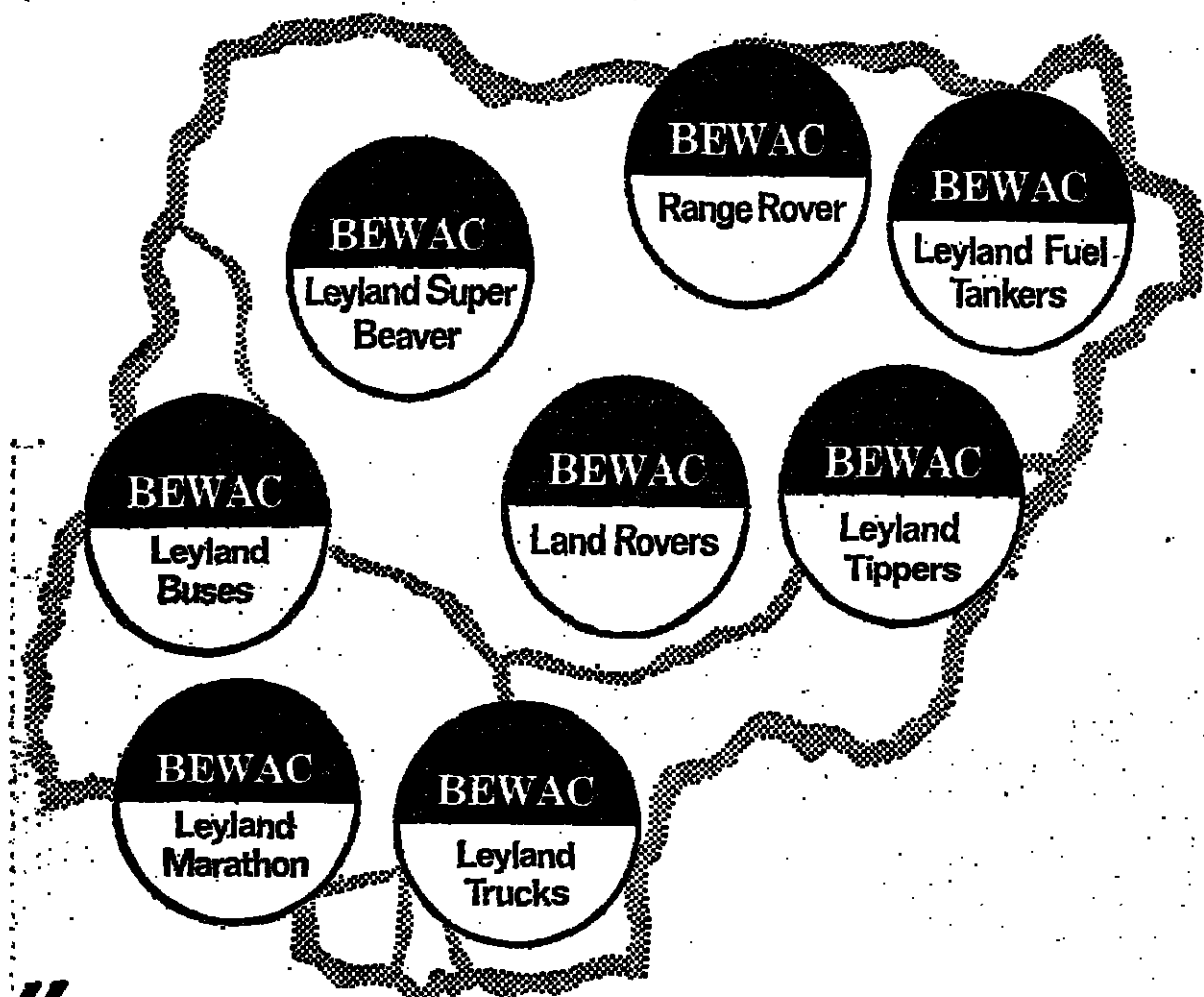 BEWAC
Range Rover
BEWAC
Leyland Fuel
Tankers
BEWAC
Leyland Super
Beaver
BEWAC
Leyland
Buses
BEWAC
Land Rovers
BEWAC
Leyland
Tippers
BEWAC
Leyland
Marathon
BEWAC
Leyland
Trucks